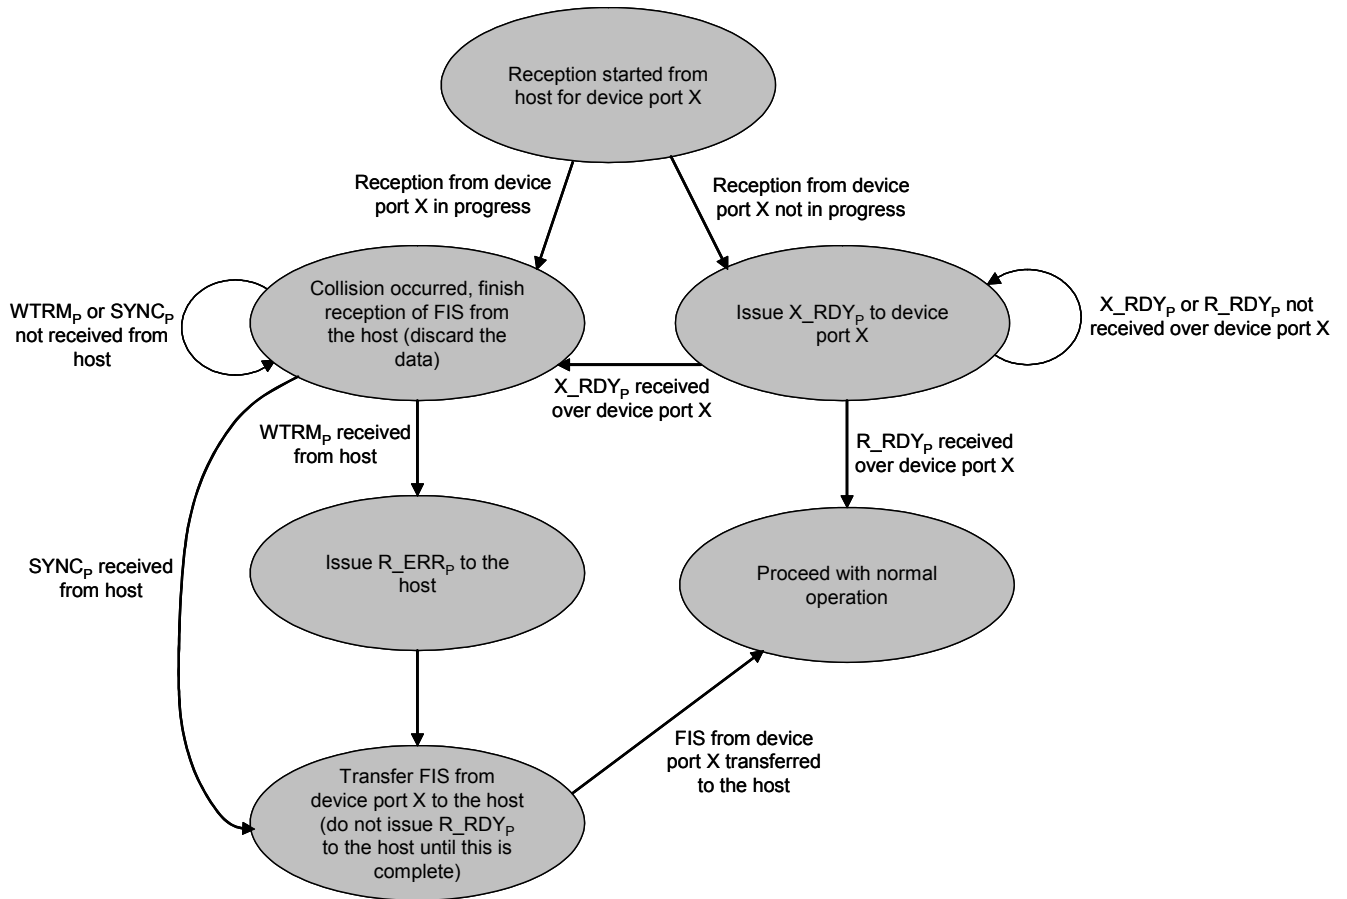 Reception started from
host for device port X
Reception from device
port X in progress
Reception from device
port X not in progress
Collision occurred, finish
reception of FIS from
the host (discard the
data)
Issue X_RDYP to device
port X
WTRMP or SYNCP
not received from
host
X_RDYP or R_RDYP not
received over device port X
X_RDYP received
over device port X
WTRMP received
from host
R_RDYP received
over device port X
SYNCP received
from host
Issue R_ERRP to the
host
Proceed with normal
operation
FIS from device
port X transferred
to the host
Transfer FIS from
device port X to the host
(do not issue R_RDYP
to the host until this is
complete)